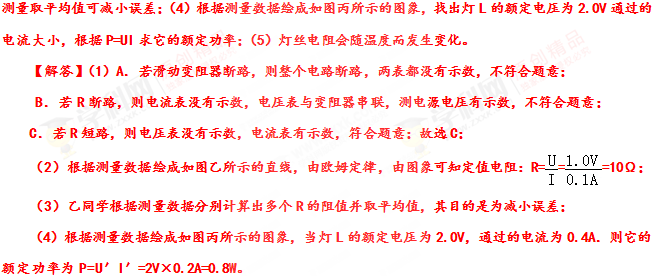 测量取平均值可减小误差；（4）根据测量数据绘成如图丙所示的图象，找出灯 L 的额定电压为 2.0V 通过的
电流大小，根据 P=UI 求它的额定功率；（5）灯丝电阻会随温度而发生变化。
【解答】（1）A．若滑动变阻器断路，则整个电路断路，两表都没有示数，不符合题意；
B．若 R 断路，则电流表没有示数，电压表与变阻器串联，测电源电压有示数，不符合题意；
C．若 R 短路，则电压表没有示数，电流表有示数，符合题意；故选 C；
（2）根据测量数据绘成如图乙所示的直线，由欧姆定律，由图象可知定值电阻：R=U/I=1.0V/0.1A=10Ω；
（3）乙同学根据测量数据分别计算出多个 R 的阻值并取平均值，其目的是为减小误差；
（4）根据测量数据绘成如图丙所示的图象，当灯 L 的额定电压为 2.0V，通过的电流为 0.4A．则它的
额定功率为 P=U′I′=2V×0.2A=0.8W。